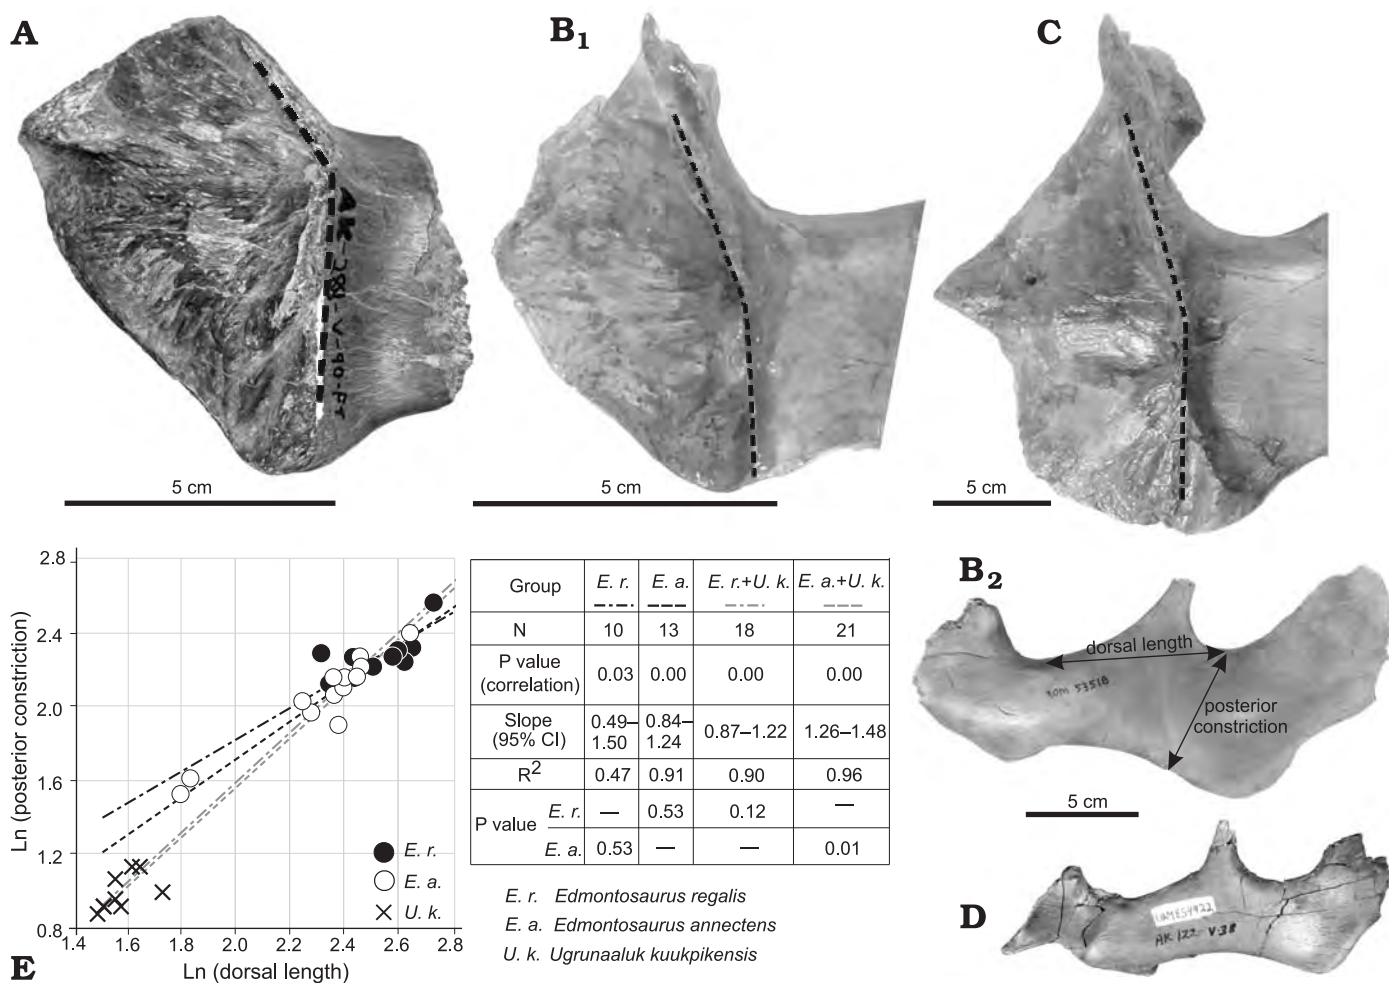 A
B1
C
AK-281-V-90-PT
5 cm
5 cm
5 cm
2.8
2.4
2.0
1.6
1.2
0.8
Ln (posterior constriction)
1.4
1.6
2.0
2.2
2.4
2.6
2.8
Ln (dorsal length)
E. r.
E. a.
U. k.
E
Group E. r. E. a. E. r.+U. k. E. a.+U. k.
N 10 13 18 21
P value
(correlation) 0.03 0.00 0.00 0.00
Slope
(95% CI) 0.49–1.50 0.84–1.24 0.87–1.22 1.26–1.48
R2 0.47 0.91 0.90 0.96
P value E. r. — 0.53 0.12 —
E. a. 0.53 — — 0.01
E. r. Edmontosaurus regalis
E. a. Edmontosaurus annectens
U. k. Ugrunaaluk kuukpikensis
B2
dorsal length
posterior
constriction
5 cm
D
AK 122 V-38